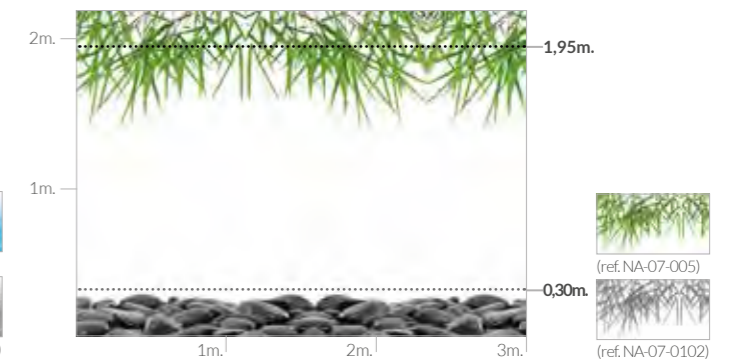 2m.
1,95m.
1m.
0,30m.
1m.
2m.
3m.
(ref. NA-07-005)
(ref. NA-07-0102)
)